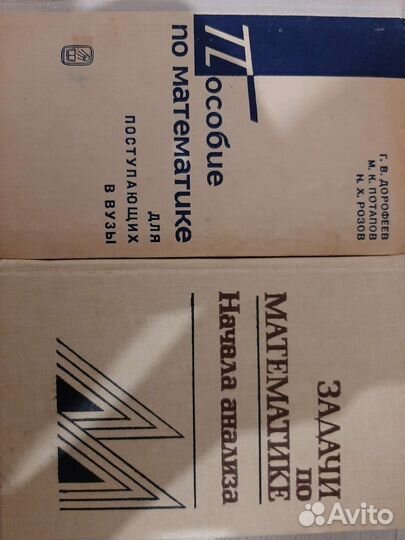 Г. В. ДОРОФЕЕВ
М. К. ПОТАПОВ
Н. Х. РОЗОВ
Пособие
по математике
для
поступающих
в вузы
ЗАДАЧИ
по
МАТЕМАТИКЕ
Начала анализа
Avito